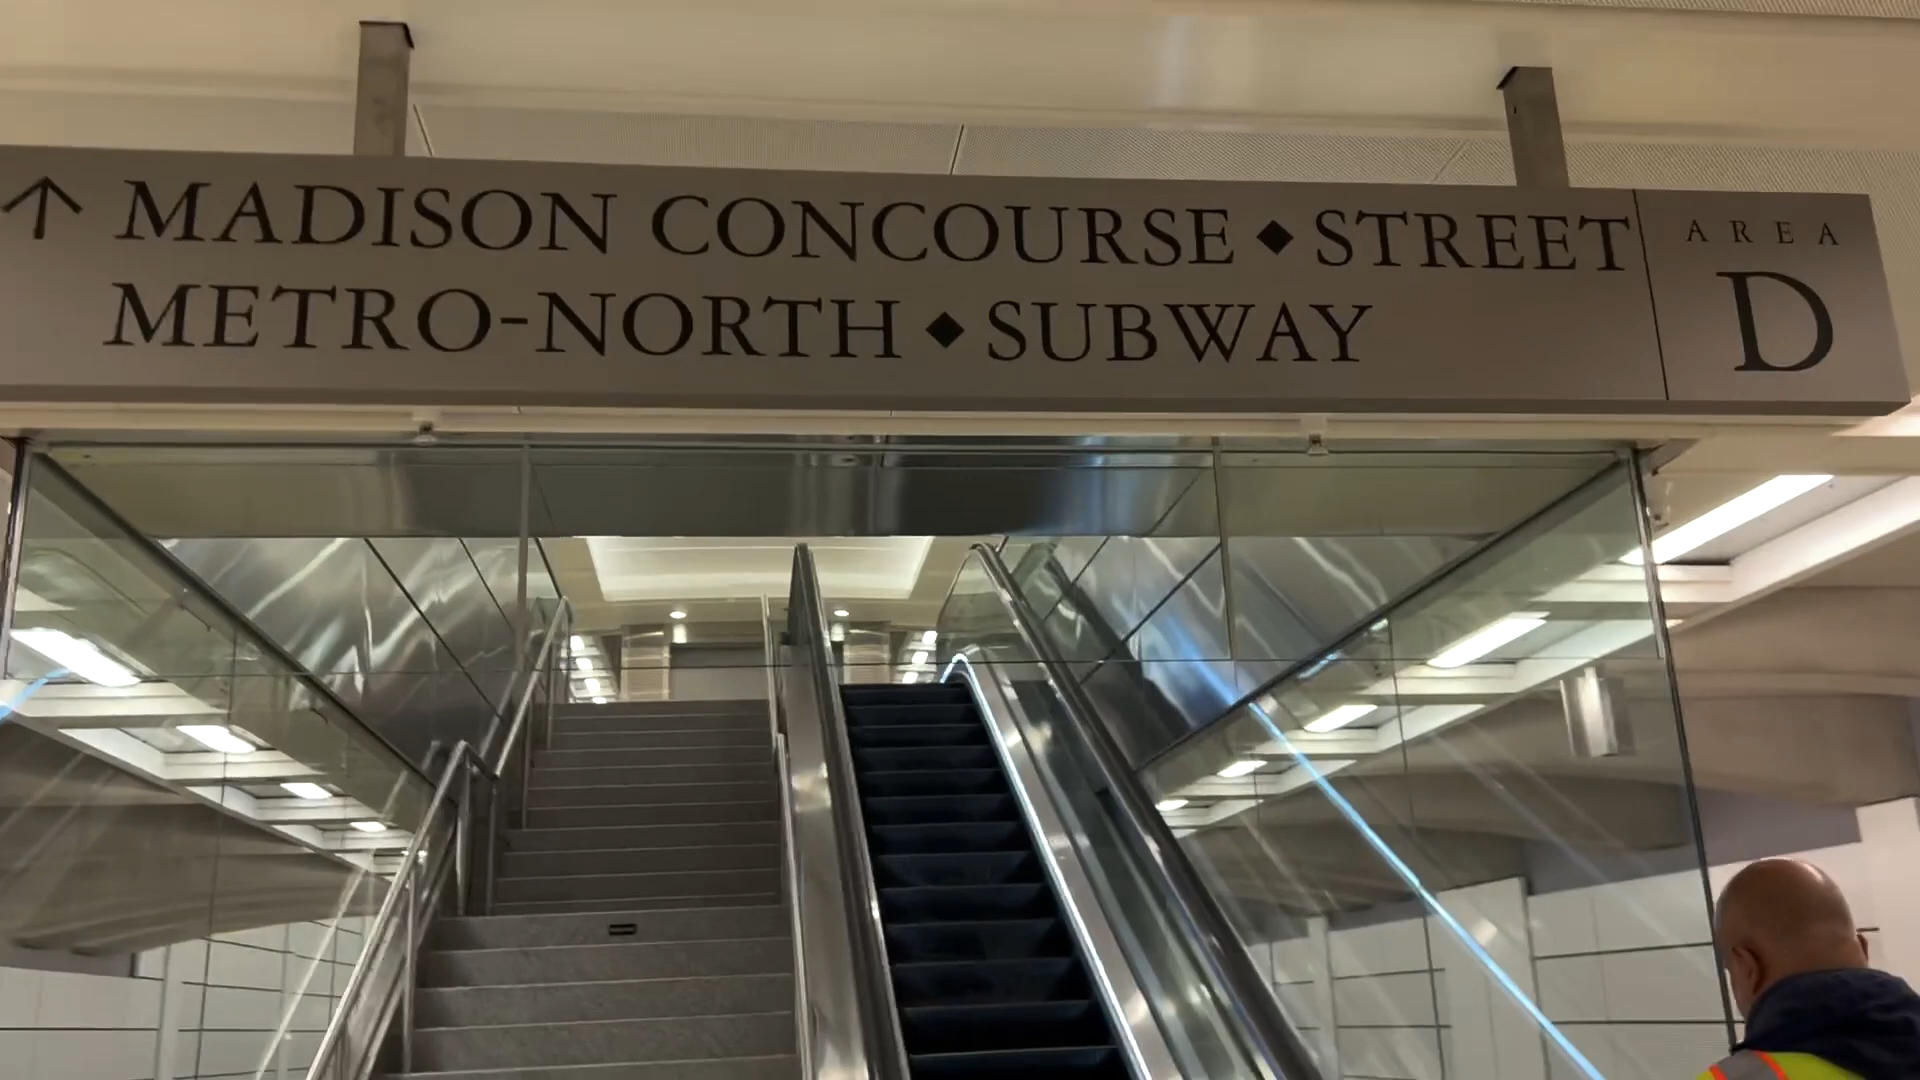 ↑ MADISON CONCOURSE ◆ STREET
METRO-NORTH ◆ SUBWAY
AREA
D